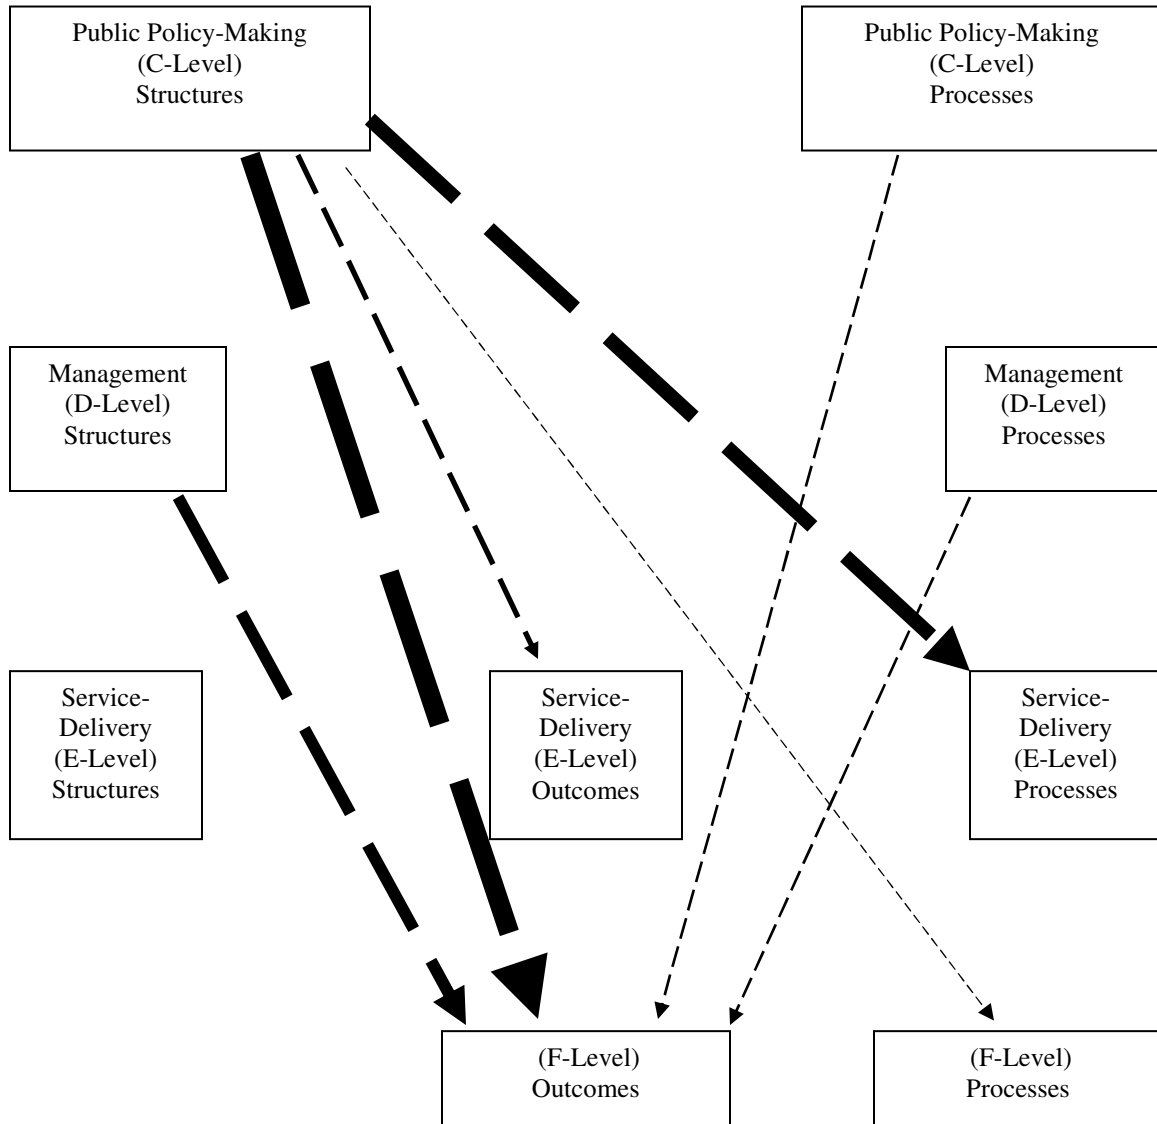 Public Policy-Making
(C-Level)
Structures
Public Policy-Making
(C-Level)
Processes
Management
(D-Level)
Structures
Management
(D-Level)
Processes
Service-
Delivery
(E-Level)
Structures
Service-
Delivery
(E-Level)
Outcomes
Service-
Delivery
(E-Level)
Processes
(F-Level)
Outcomes
(F-Level)
Processes